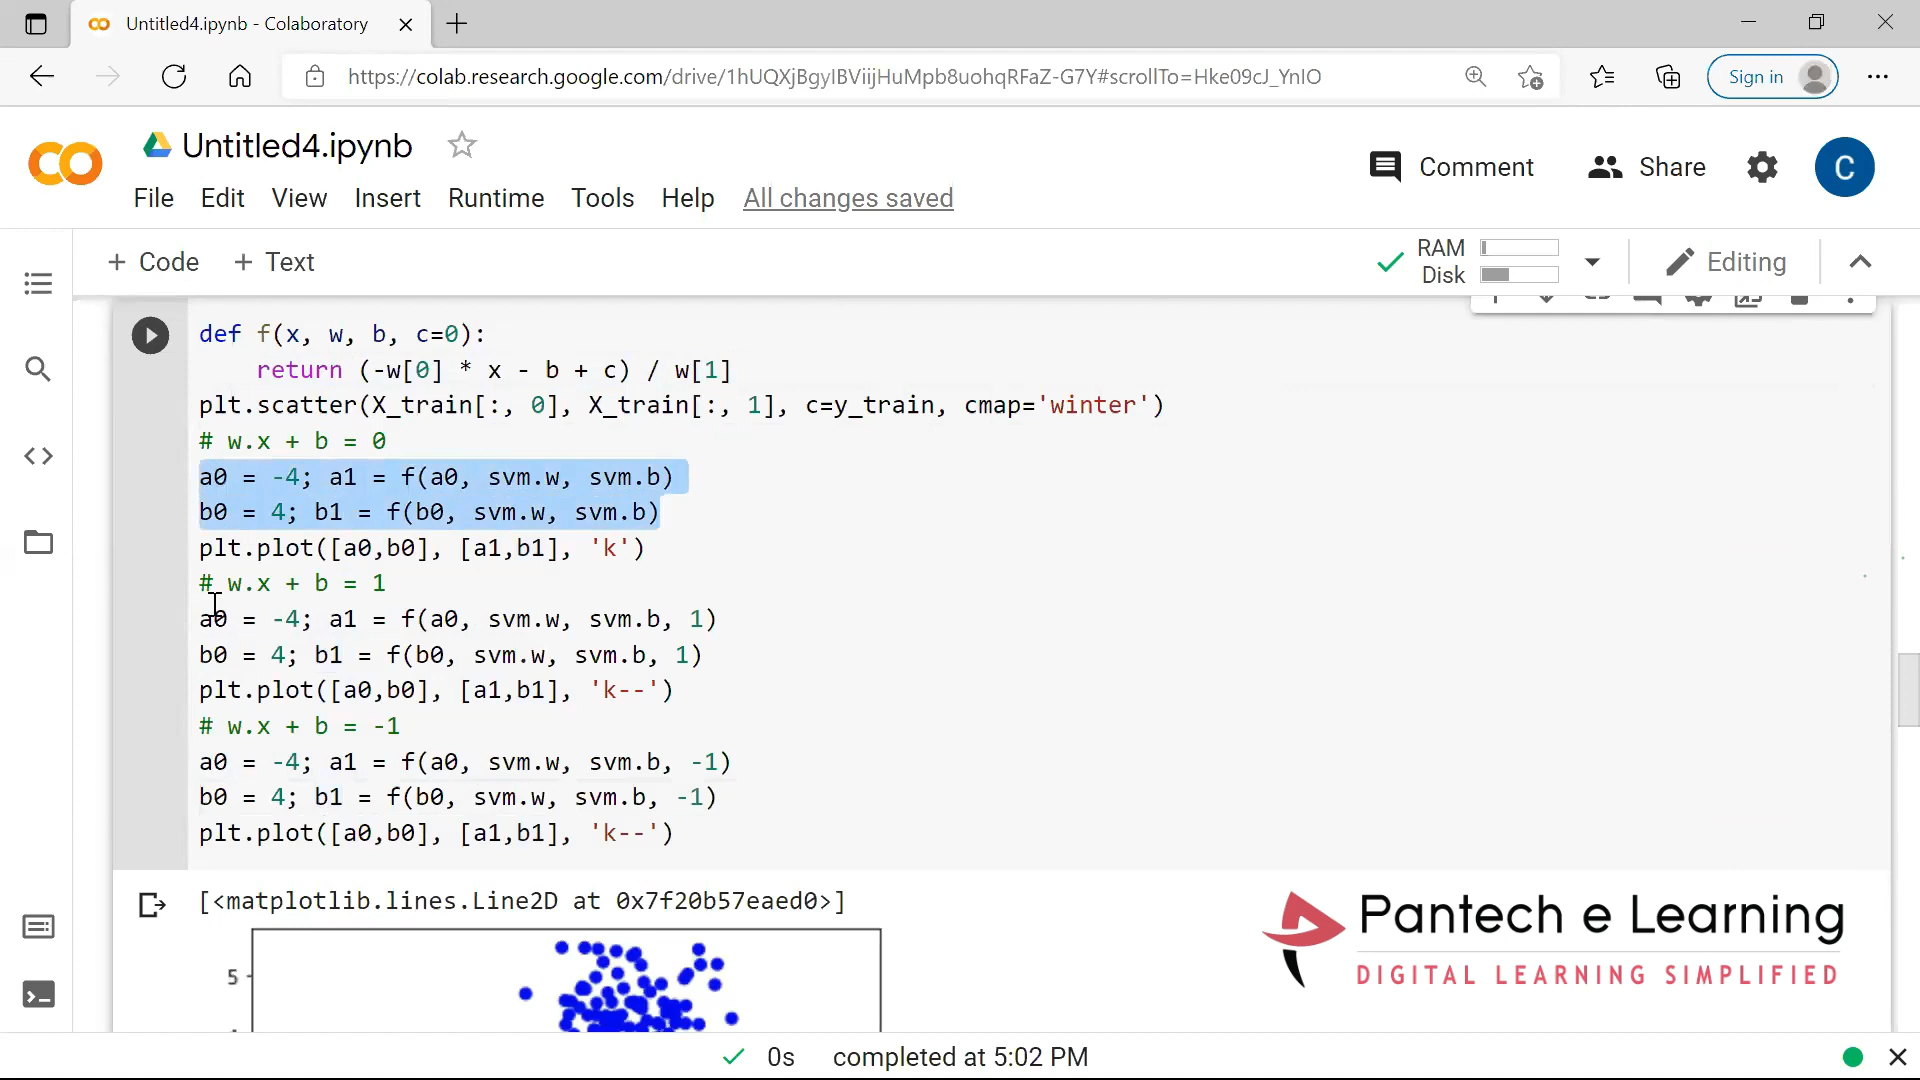 Untitled4.ipynb - Colaboratory
https://colab.research.google.com/drive/1hUQXjBgyIBViijHuMpb8uohqRFaZ-G7Y#scrollTo=Hke09cJ_YnIO
Sign in
CO
Untitled4.ipynb
Comment
Share
C
File Edit View Insert Runtime Tools Help All changes saved
+ Code + Text
RAM
Disk
Editing
def f(x, w, b, c=0):
    return (-w[0] * x - b + c) / w[1]
plt.scatter(X_train[:, 0], X_train[:, 1], c=y_train, cmap='winter')
# w.x + b = 0
a0 = -4; a1 = f(a0, svm.w, svm.b)
b0 = 4; b1 = f(b0, svm.w, svm.b)
plt.plot([a0,b0], [a1,b1], 'k')
# w.x + b = 1
a0 = -4; a1 = f(a0, svm.w, svm.b, 1)
b0 = 4; b1 = f(b0, svm.w, svm.b, 1)
plt.plot([a0,b0], [a1,b1], 'k--')
# w.x + b = -1
a0 = -4; a1 = f(a0, svm.w, svm.b, -1)
b0 = 4; b1 = f(b0, svm.w, svm.b, -1)
plt.plot([a0,b0], [a1,b1], 'k--')
[<matplotlib.lines.Line2D at 0x7f20b57eaed0>]
5
Pantech e Learning
DIGITAL LEARNING SIMPLIFIED
0s completed at 5:02 PM